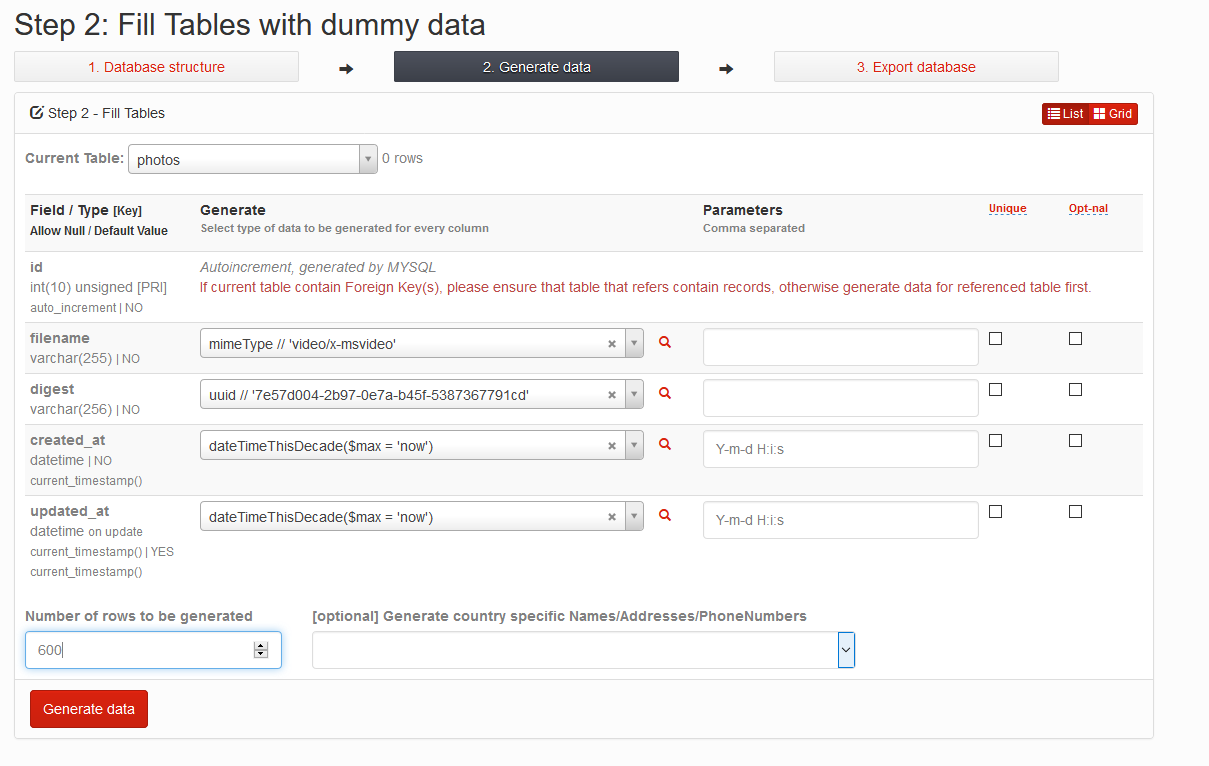 Step 2: Fill Tables with dummy data
1. Database structure
2. Generate data
3. Export database
Step 2 - Fill Tables
List
Grid
Current Table: photos 0 rows
Field / Type [Key] Generate Parameters Unique Opt-nal
Allow Null / Default Value Select type of data to be generated for every column Comma separated
id Autoincrement, generated by MYSQL
int(10) unsigned [PRI] If current table contain Foreign Key(s), please ensure that table that refers contain records, otherwise generate data for referenced table first.
auto_increment | NO
filename mimeType // 'video/x-msvideo'
varchar(255) | NO
digest uuid // '7e57d004-2b97-0e7a-b45f-5387367791cd'
varchar(256) | NO
created_at dateTimeThisDecade($max = 'now') Y-m-d H:i:s
datetime | NO
current_timestamp()
updated_at dateTimeThisDecade($max = 'now') Y-m-d H:i:s
datetime on update
current_timestamp() | YES
current_timestamp()
Number of rows to be generated [optional] Generate country specific Names/Addresses/PhoneNumbers
600
Generate data